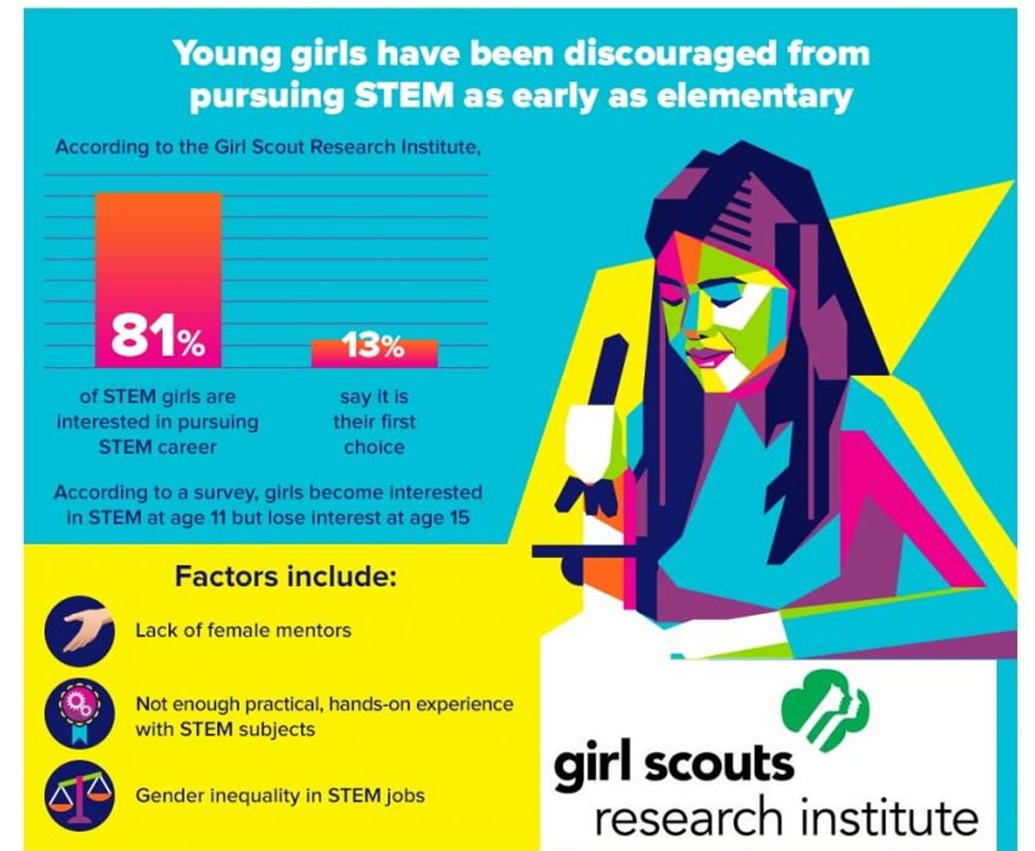 Young girls have been discouraged from
pursuing STEM as early as elementary
According to the Girl Scout Research Institute,
81%
of STEM girls are
interested in pursuing
STEM career
13%
say it is
their first
choice
According to a survey, girls become interested
in STEM at age 11 but lose interest at age 15
Factors include:
Lack of female mentors
Not enough practical, hands-on experience
with STEM subjects
Gender inequality in STEM jobs
girl scouts
research institute